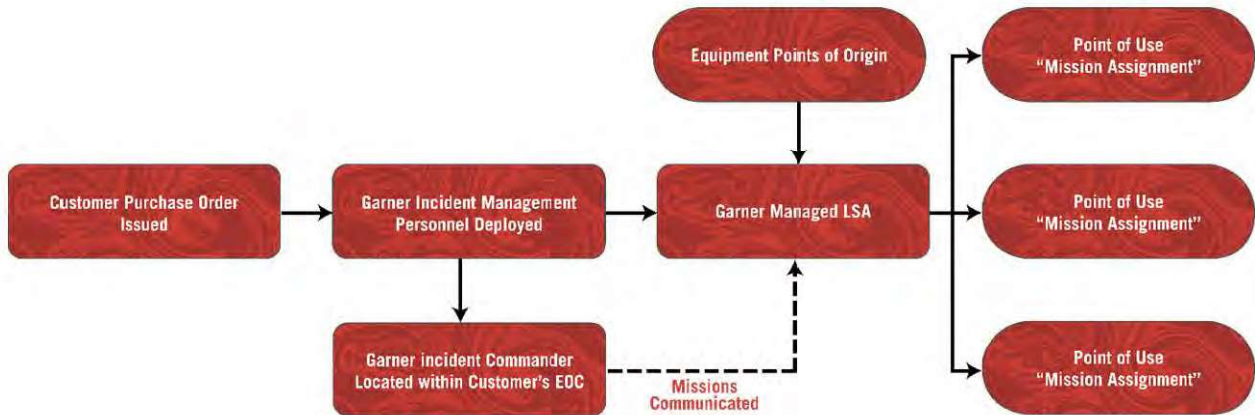 Equipment Points of Origin
Point of Use
“Mission Assignment”
Customer Purchase Order
Issued
Garner Incident Management
Personnel Deployed
Garner Managed LSA
Point of Use
“Mission Assignment”
Garner incident Commander
Located within Customer’s EOC
Missions
Communicated
Point of Use
“Mission Assignment”